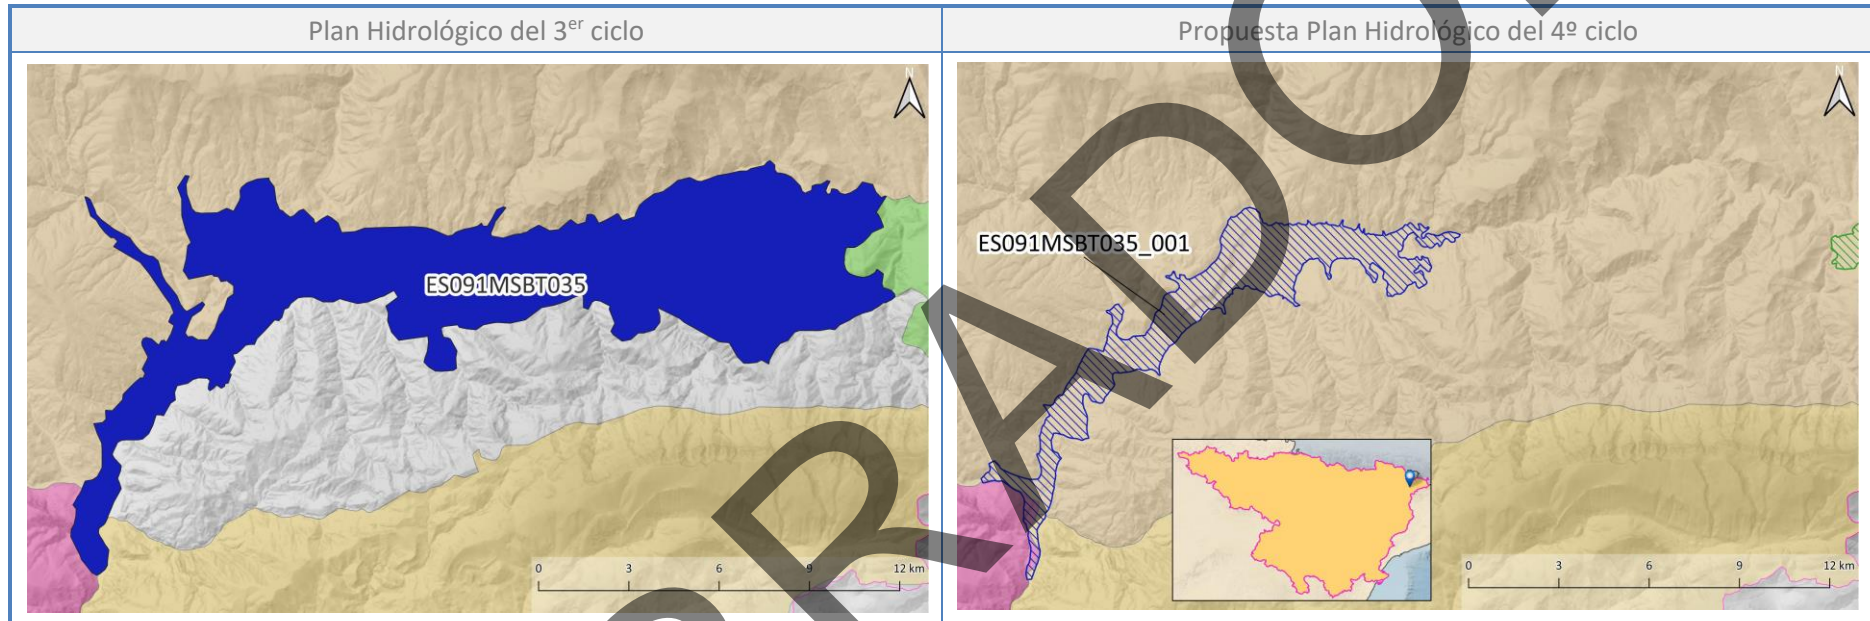 Plan Hidrológico del 3er ciclo
Propuesta Plan Hidrológico del 4º ciclo
N
N
ES091MSBT035
ES091MSBT035_001
0 3 6 9 12 km
0 3 6 9 12 km
RADO